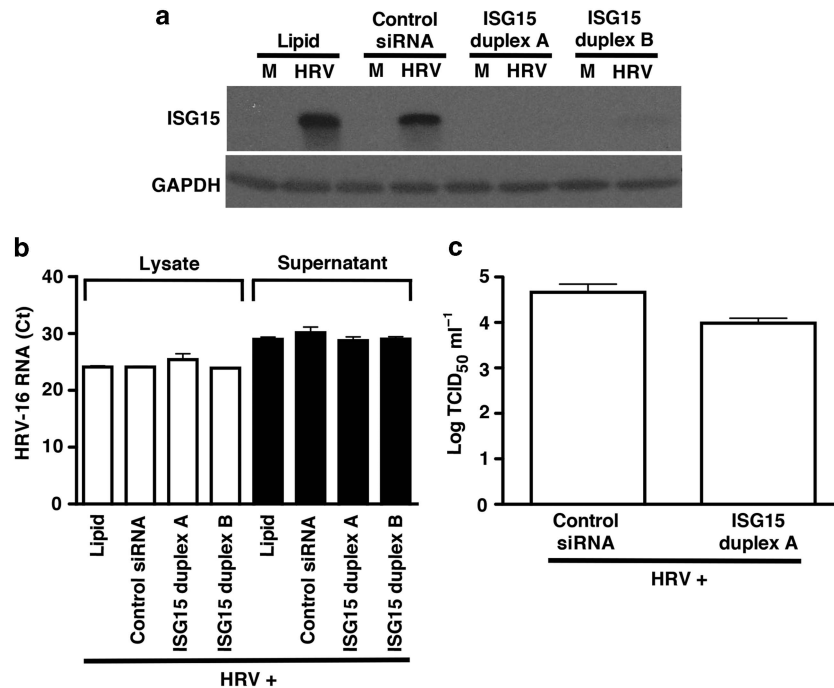 a
Lipid
Control
siRNA
ISG15
duplex A
ISG15
duplex B
M HRV M HRV M HRV M HRV
ISG15
GAPDH
b
Lysate
Supernatant
HRV-16 RNA (Ct)
40
30
20
10
0
Lipid
Control siRNA
ISG15 duplex A
ISG15 duplex B
Lipid
Control siRNA
ISG15 duplex A
ISG15 duplex B
HRV +
c
Log TCID50 ml−1
5
4
3
2
1
0
Control
siRNA
ISG15
duplex A
HRV +